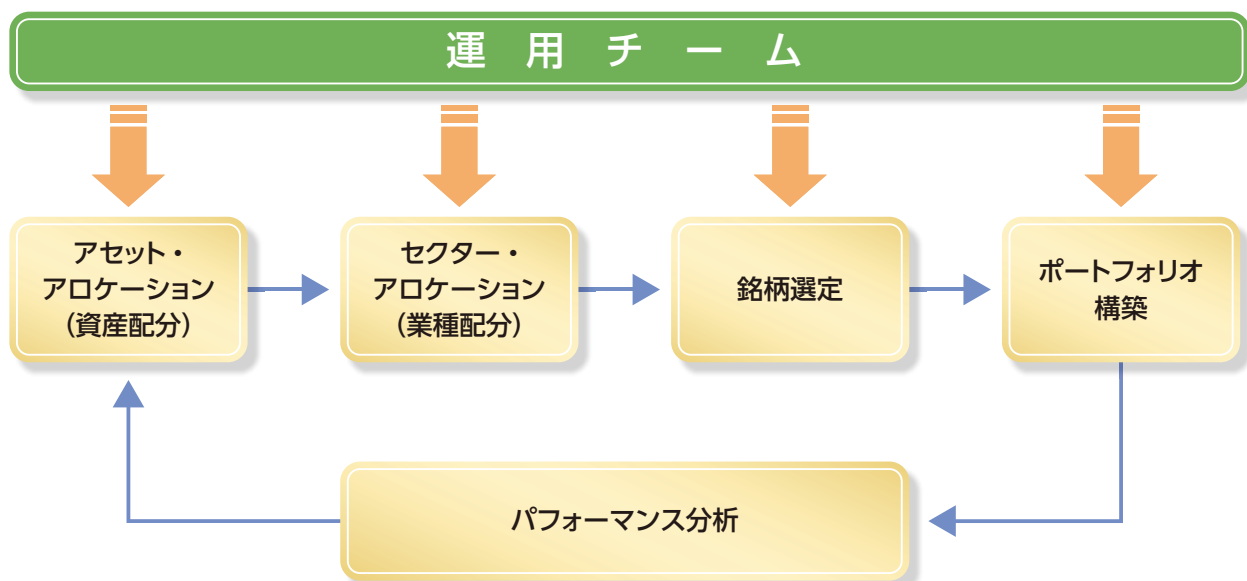 運用チーム
アセット・
アロケーション
（資産配分）
セクター・
アロケーション
（業種配分）
銘柄選定
ポートフォリオ
構築
パフォーマンス分析